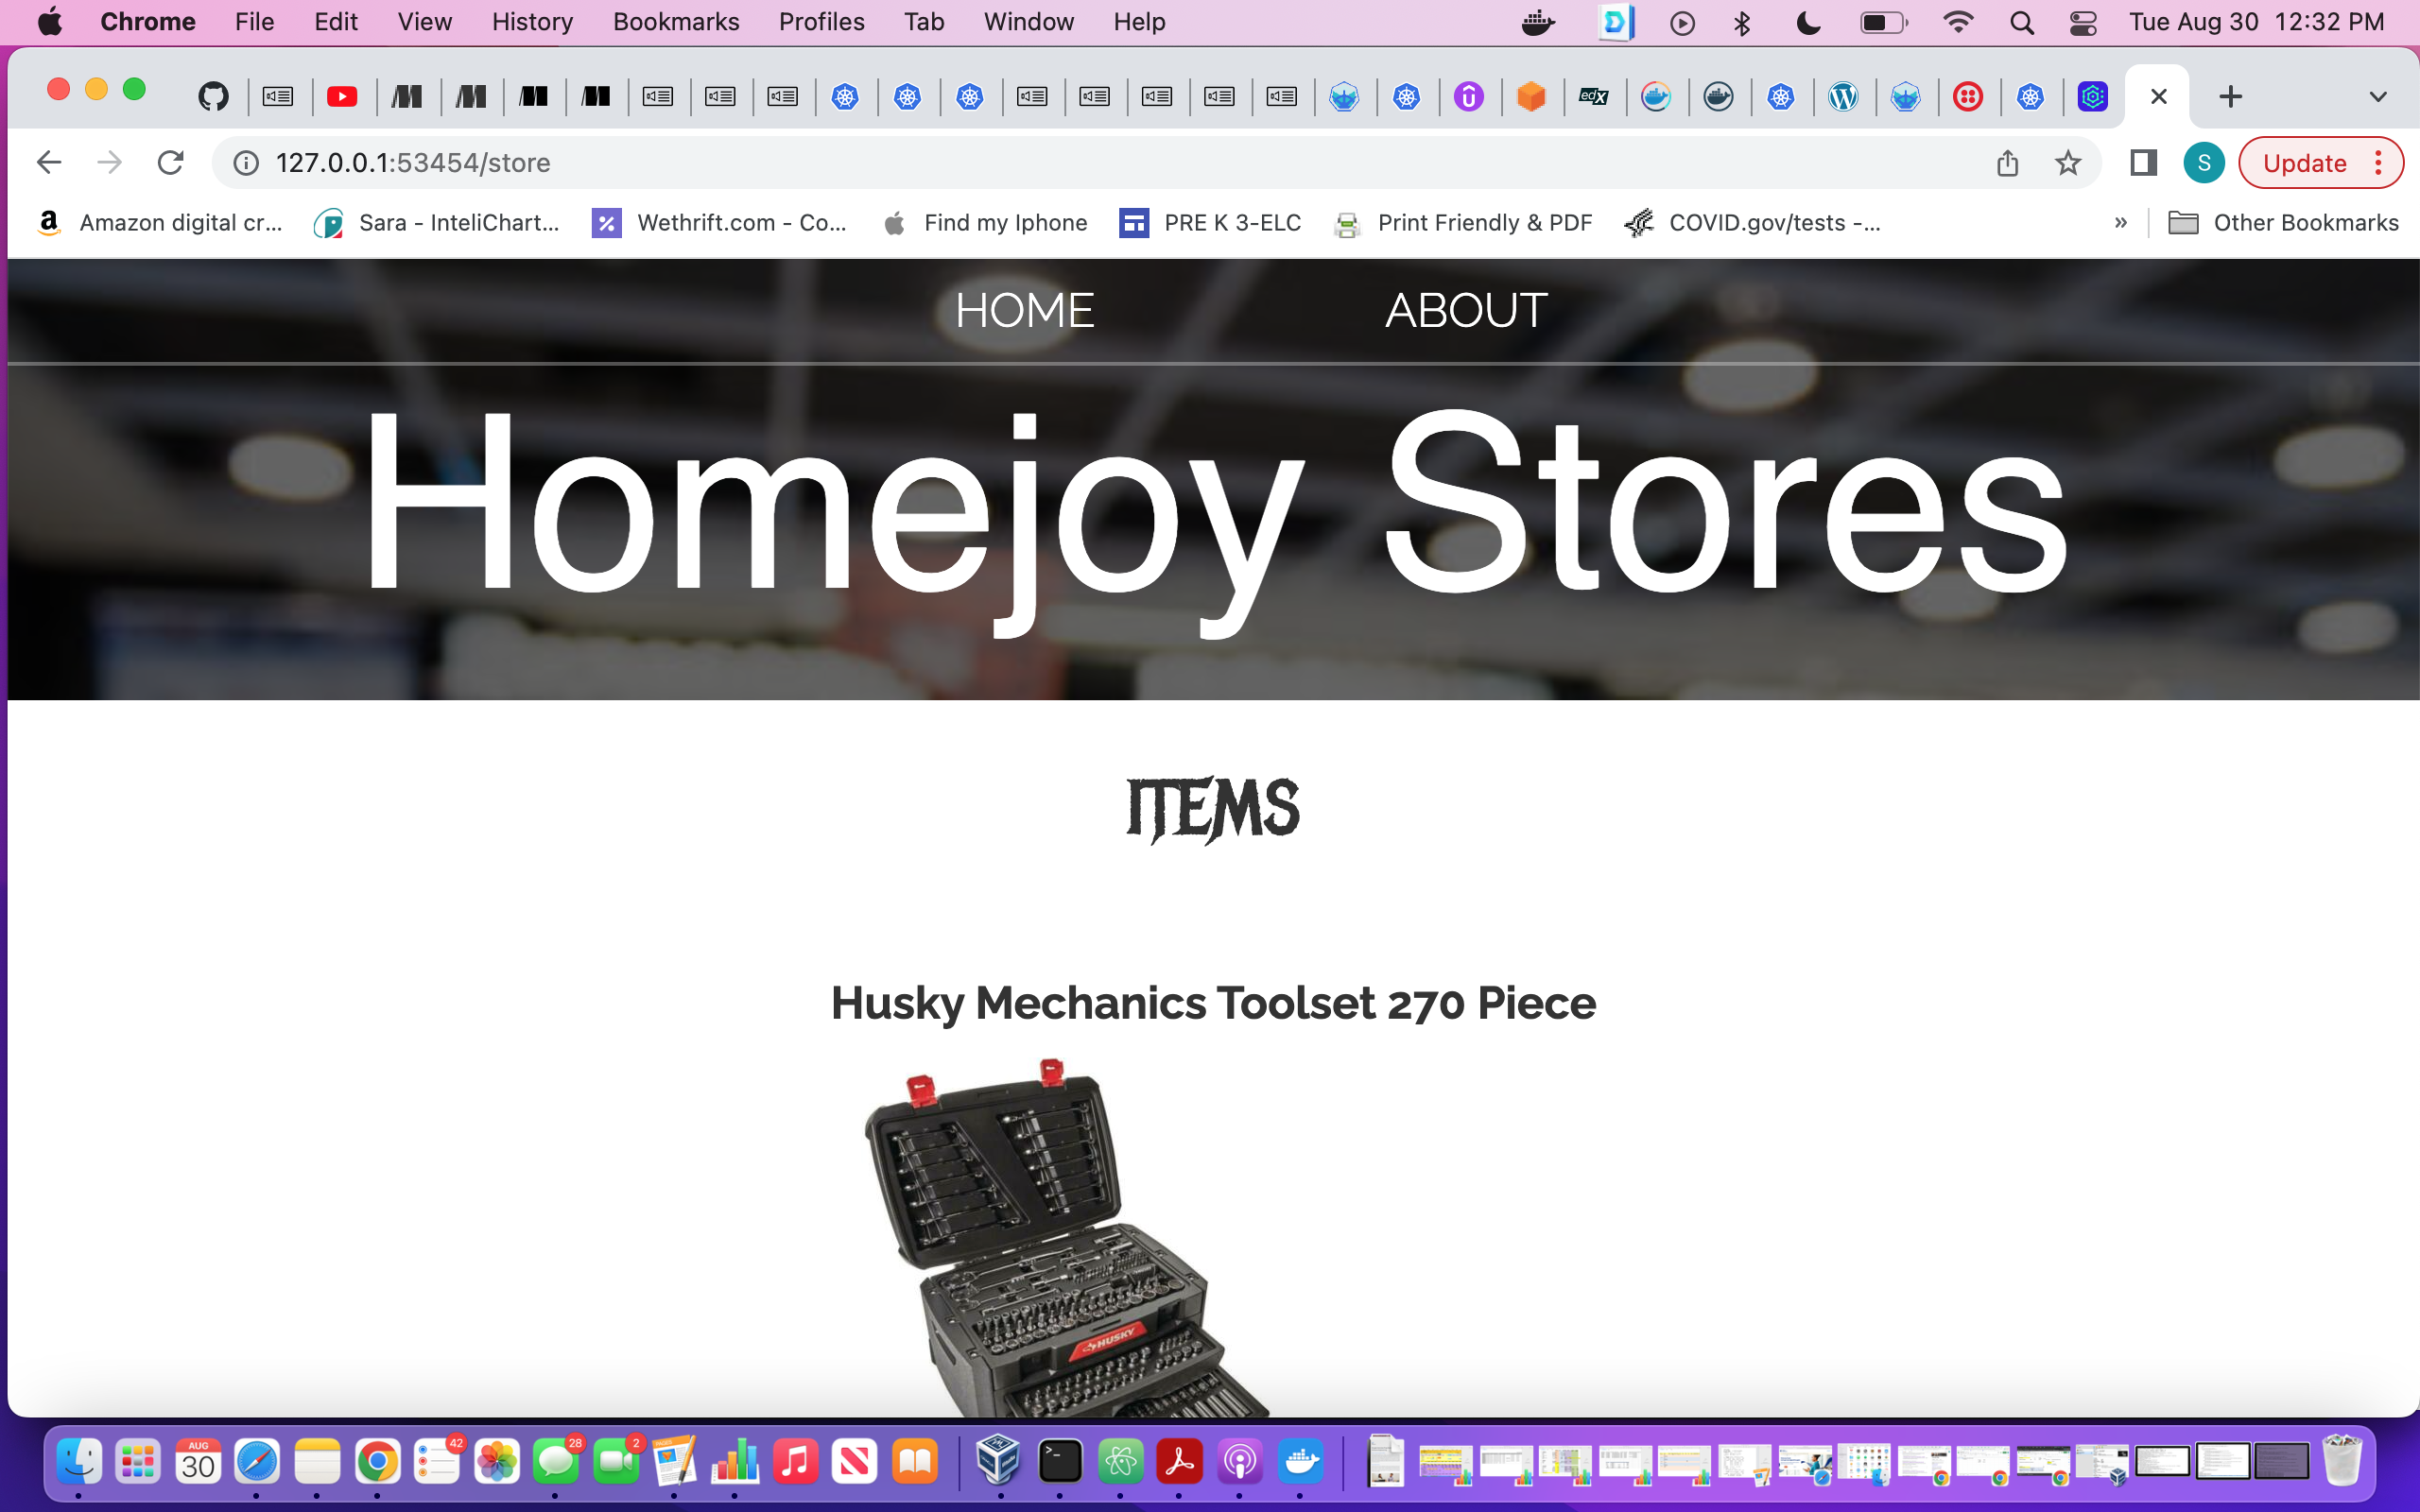 Chrome File Edit View History Bookmarks Profiles Tab Window Help Tue Aug 30 12:32 PM
edX
127.0.0.1:53454/store S Update
a Amazon digital cr... Sara - InteliChart... Wethrift.com - Co... Find my Iphone PRE K 3-ELC Print Friendly & PDF COVID.gov/tests -... » Other Bookmarks
HOME ABOUT
Homejoy Stores
ITEMS
Husky Mechanics Toolset 270 Piece
HUSKY
AUG 42 28 2
30